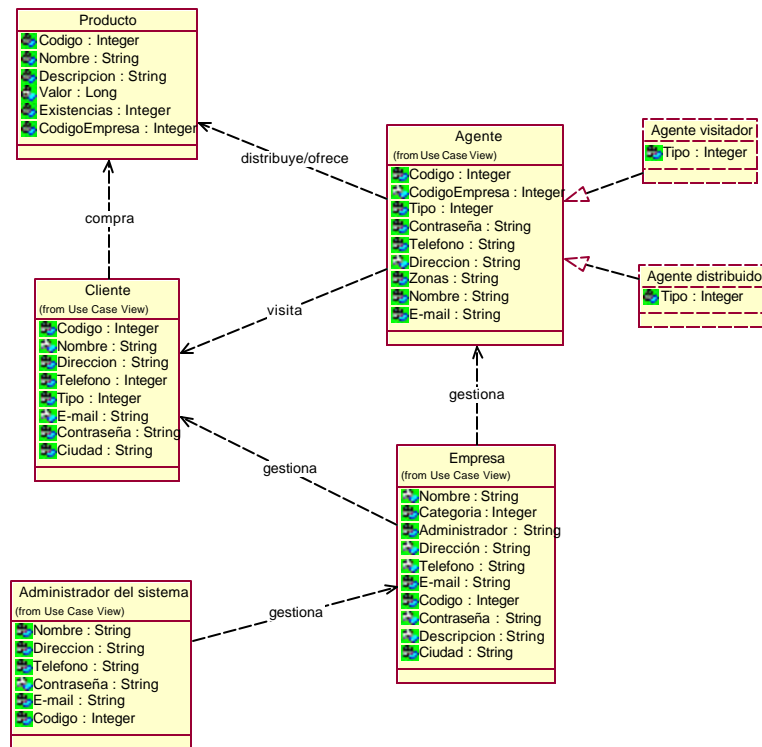 Producto
Codigo : Integer
Nombre : String
Descripcion : String
Valor : Long
Existencias : Integer
CodigoEmpresa : Integer
distribuye/ofrece
Agente
(from Use Case View)
Codigo : Integer
CodigoEmpresa : Integer
Tipo : Integer
Contraseña : String
Telefono : String
Direccion : String
Zonas : String
Nombre : String
E-mail : String
Agente visitador
Tipo : Integer
Agente distribuido
Tipo : Integer
compra
Cliente
(from Use Case View)
Codigo : Integer
Nombre : String
Direccion : String
Telefono : Integer
Tipo : Integer
E-mail : String
Contraseña : String
Ciudad : String
visita
gestiona
gestiona
Empresa
(from Use Case View)
Nombre : String
Categoria : Integer
Administrador : String
Dirección : String
Telefono : String
E-mail : String
Codigo : Integer
Contraseña : String
Descripcion : String
Ciudad : String
Administrador del sistema
(from Use Case View)
Nombre : String
Direccion : String
Telefono : String
Contraseña : String
E-mail : String
Codigo : Integer
gestiona